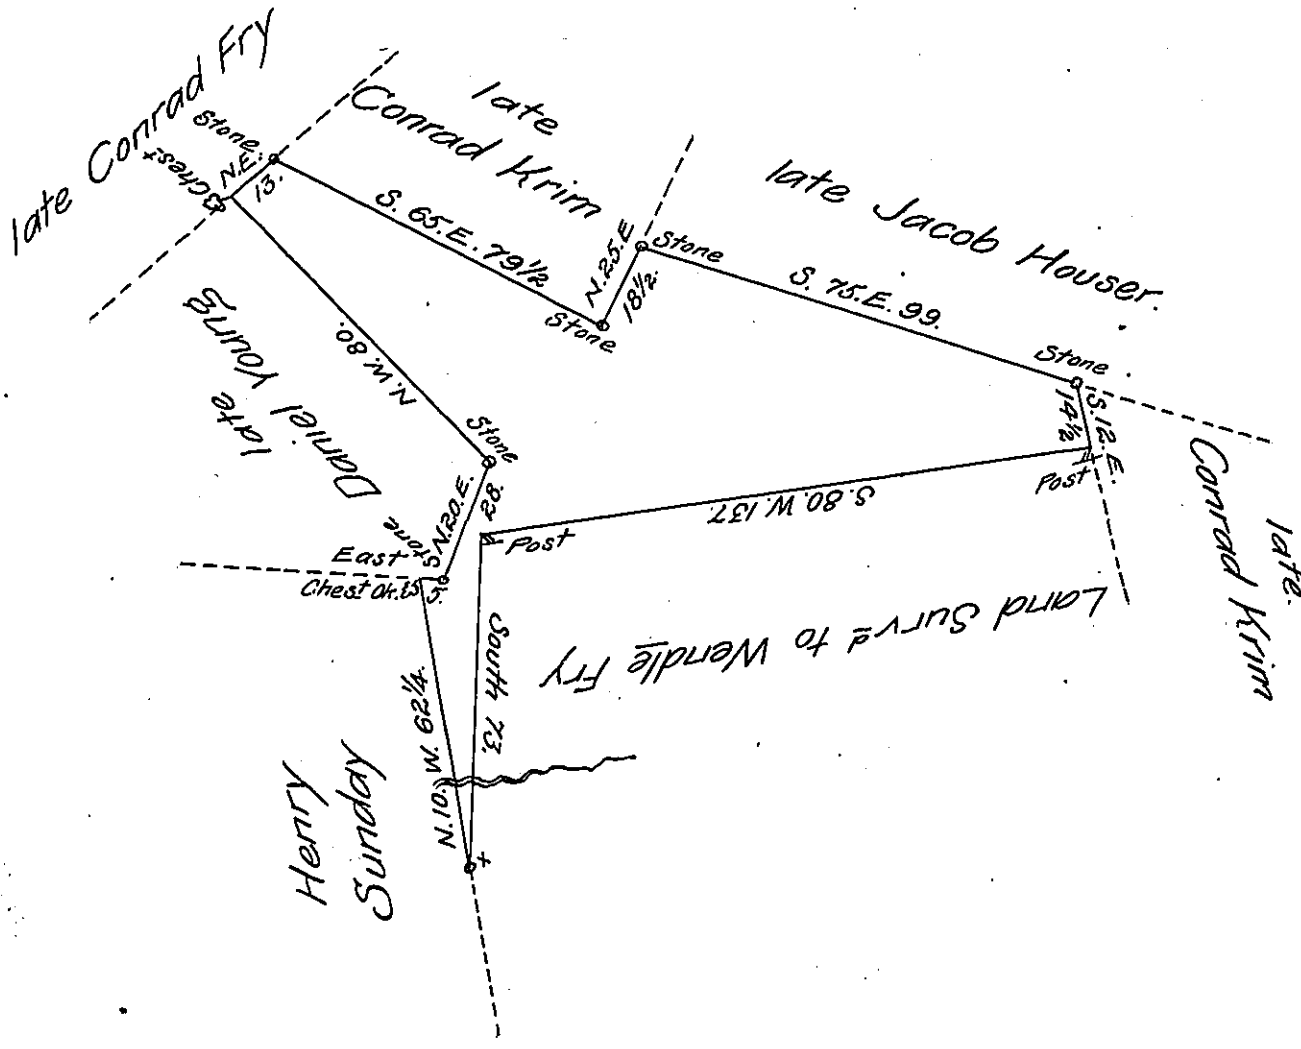 late Conrad Fry
Stone.
Chest
N.E.
13.
late
Conrad Krim
S. 65. E. 79½
N. 25. E
18½.
Stone
Stone
late Jacob Houser.
S. 75. E. 99.
Stone
S. 12. E.
14½
Post
late.
Conrad Krim
S. 80. W. 137.
Post
Land Survd to Wendle Fry
South 73.
N. W. 80.
Stone
late
Daniel Young
N. 20. E.
28.
Stone
East
5.
Chest Ok.
N. 10. W. 62¼.
Henry
Sunday